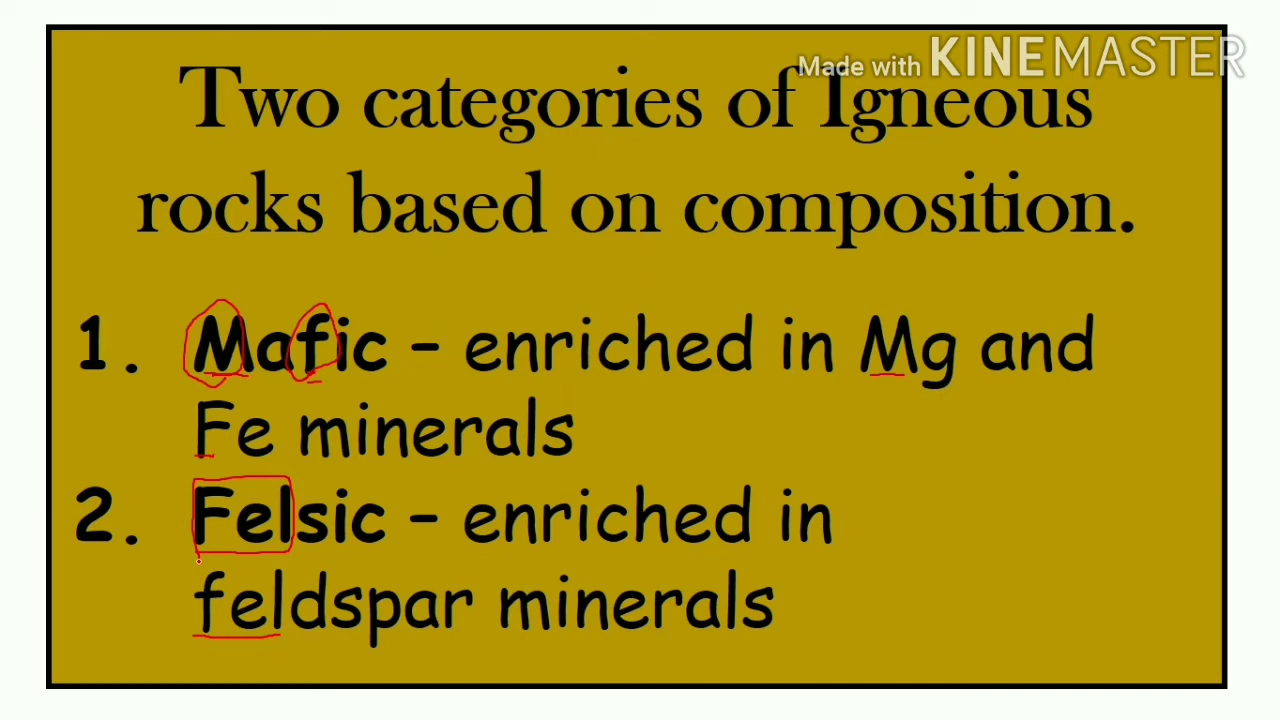 Made with KINEMASTER
Two categories of Igneous
rocks based on composition.
1. Mafic – enriched in Mg and
Fe minerals
2. Felsic – enriched in
feldspar minerals